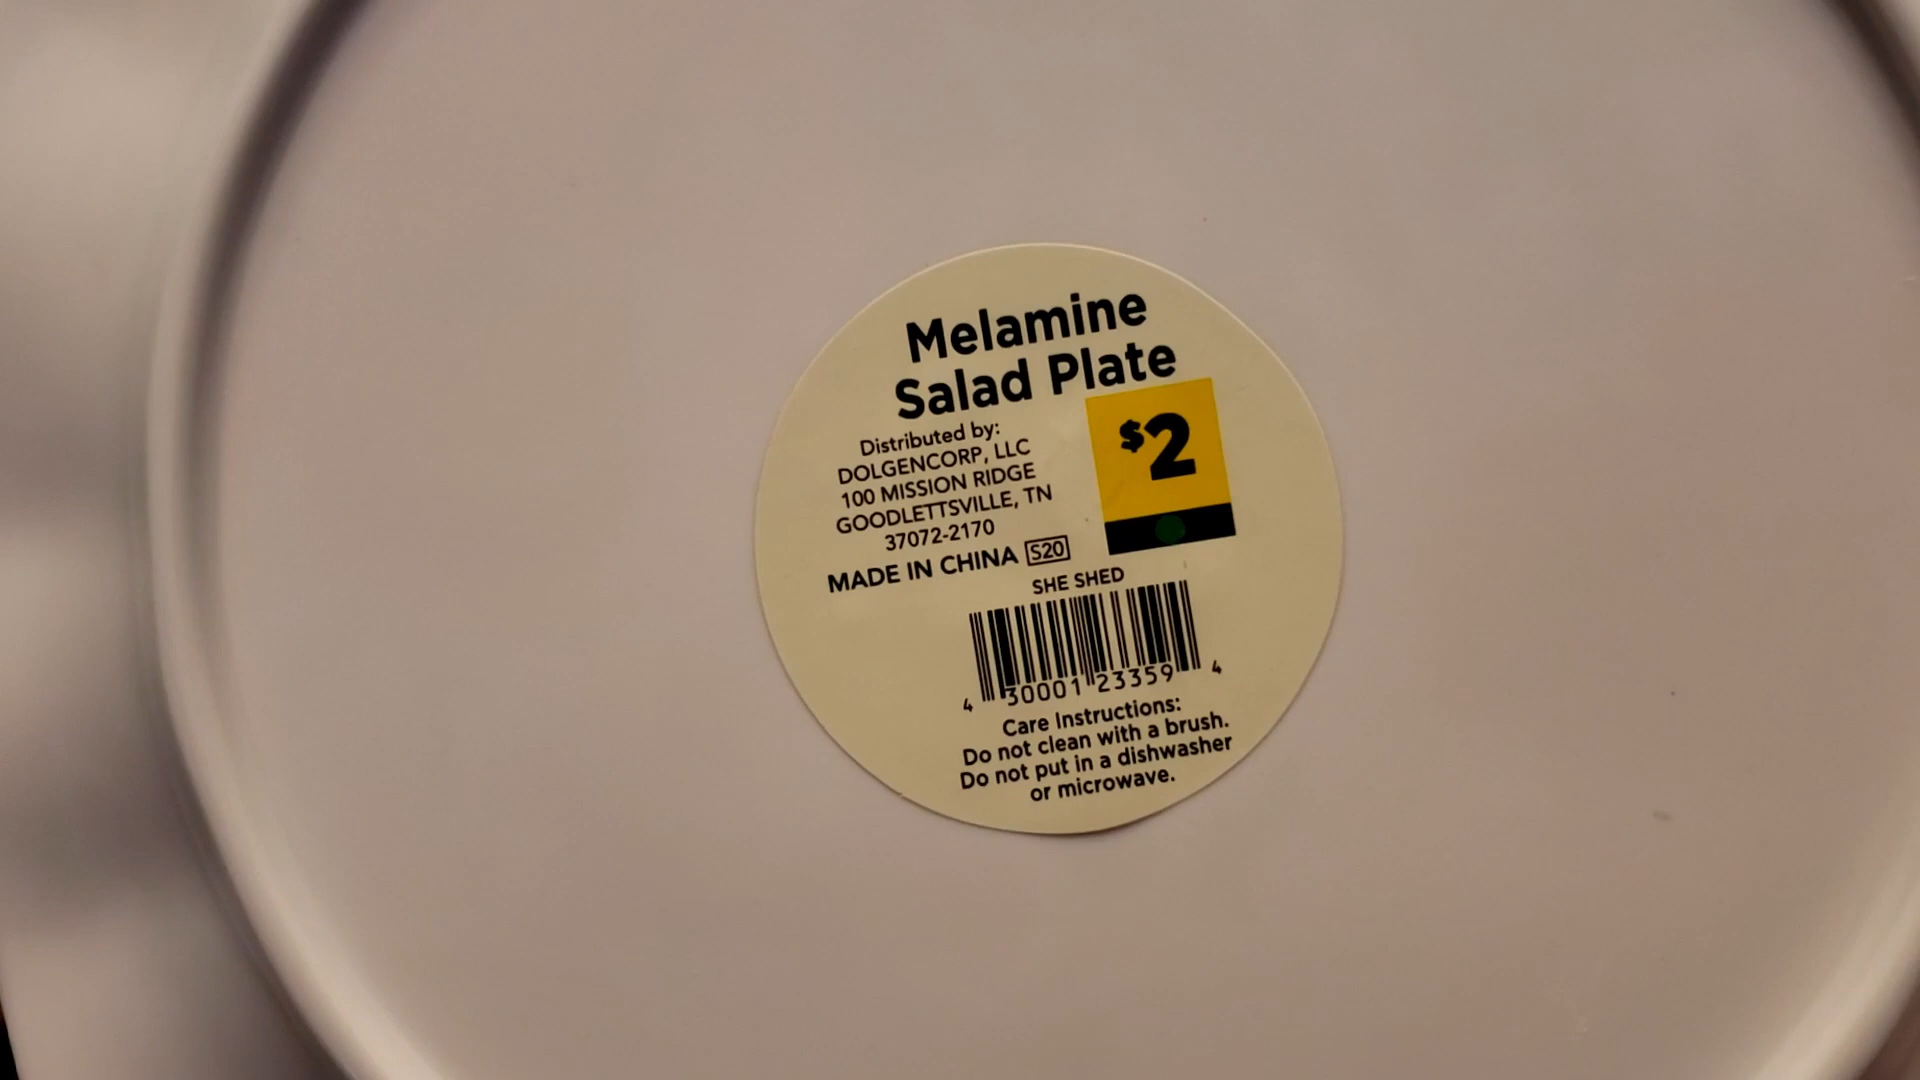 Melamine
Salad Plate
$2
Distributed by:
DOLGENCORP, LLC
100 MISSION RIDGE
GOODLETTSVILLE, TN
37072-2170
MADE IN CHINA S20
SHE SHED
4 30001 23359 4
Care Instructions:
Do not clean with a brush.
Do not put in a dishwasher
or microwave.